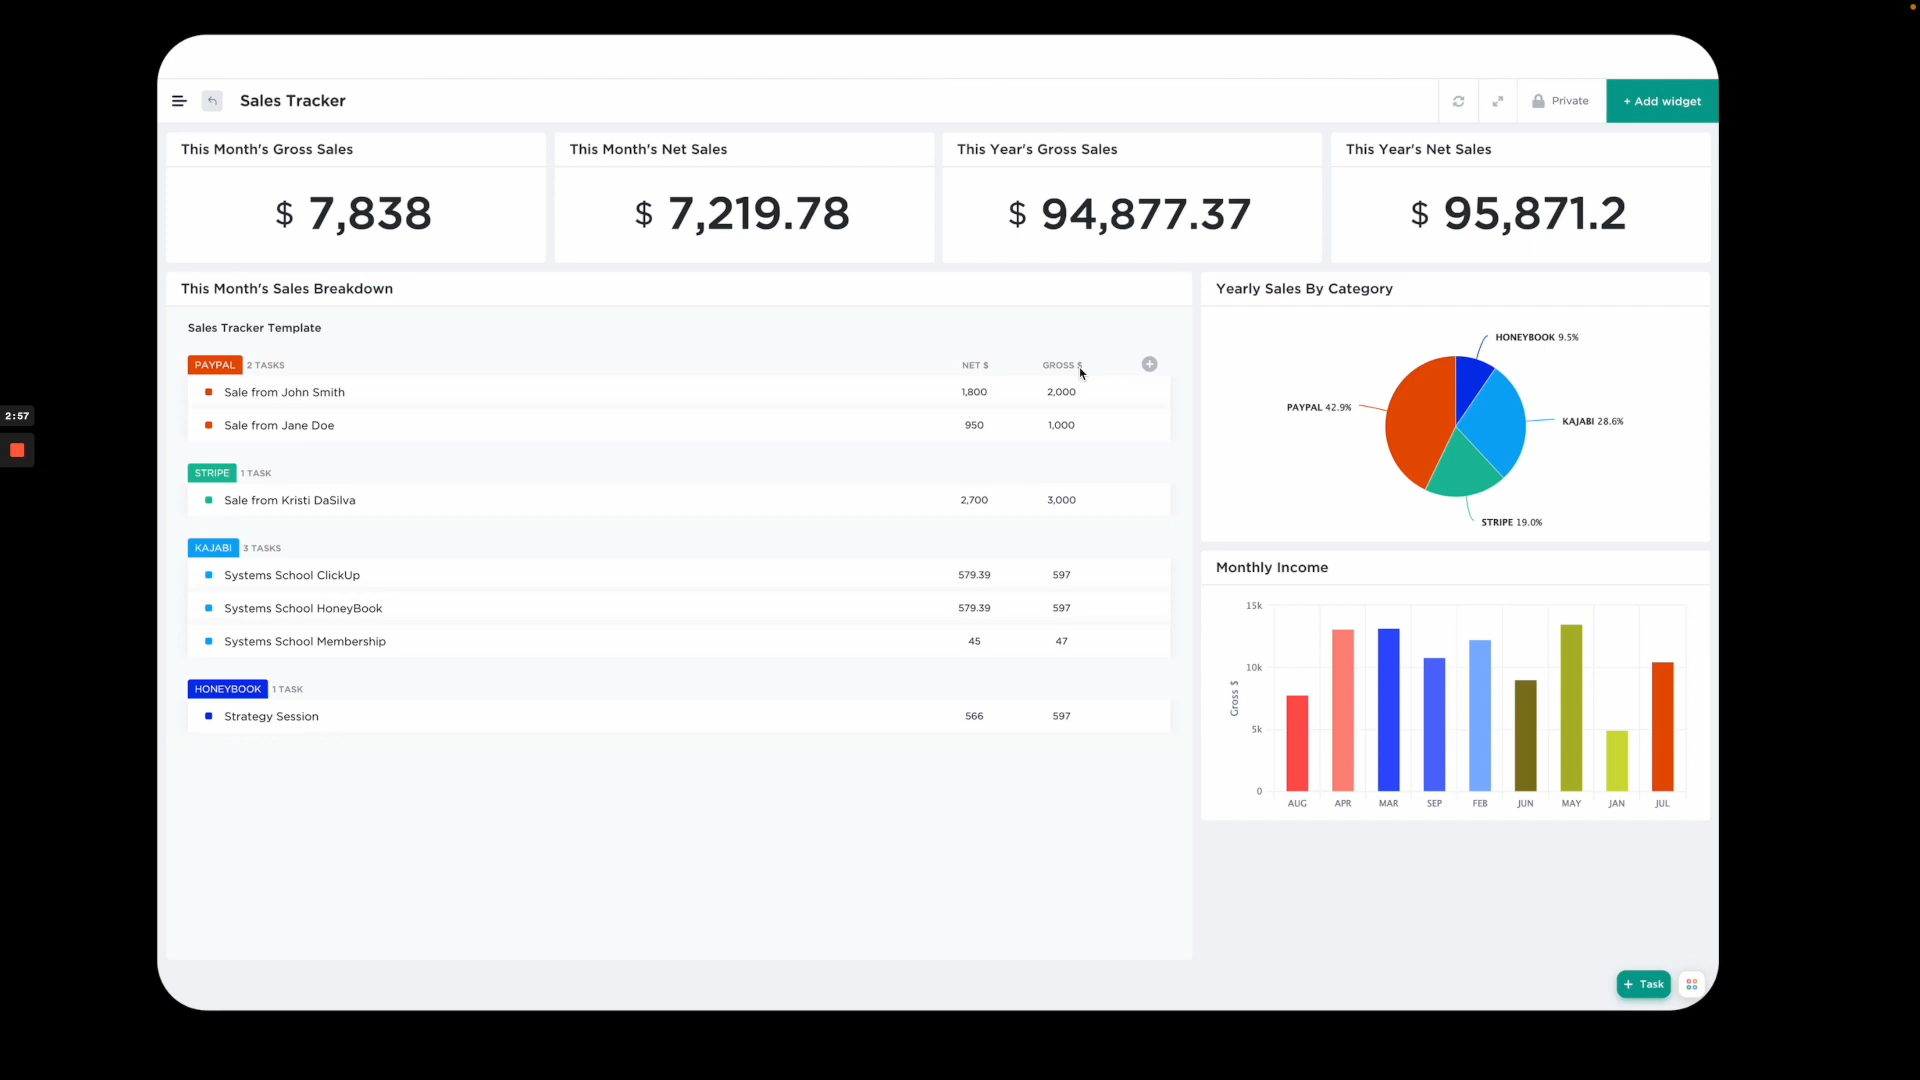 Sales Tracker
Private
+ Add widget
This Month's Gross Sales
This Month's Net Sales
This Year's Gross Sales
This Year's Net Sales
$ 7,838
$ 7,219.78
$ 94,877.37
$ 95,871.2
This Month's Sales Breakdown
Sales Tracker Template
PAYPAL 2 TASKS NET $ GROSS $
Sale from John Smith 1,800 2,000
Sale from Jane Doe 950 1,000
STRIPE 1 TASK
Sale from Kristi DaSilva 2,700 3,000
KAJABI 3 TASKS
Systems School ClickUp 579.39 597
Systems School HoneyBook 579.39 597
Systems School Membership 45 47
HONEYBOOK 1 TASK
Strategy Session 566 597
Yearly Sales By Category
HONEYBOOK 9.5%
PAYPAL 42.9%
KAJABI 28.6%
STRIPE 19.0%
Monthly Income
15k
10k
5k
0
Gross $
AUG APR MAR SEP FEB JUN MAY JAN JUL
+ Task
2:57